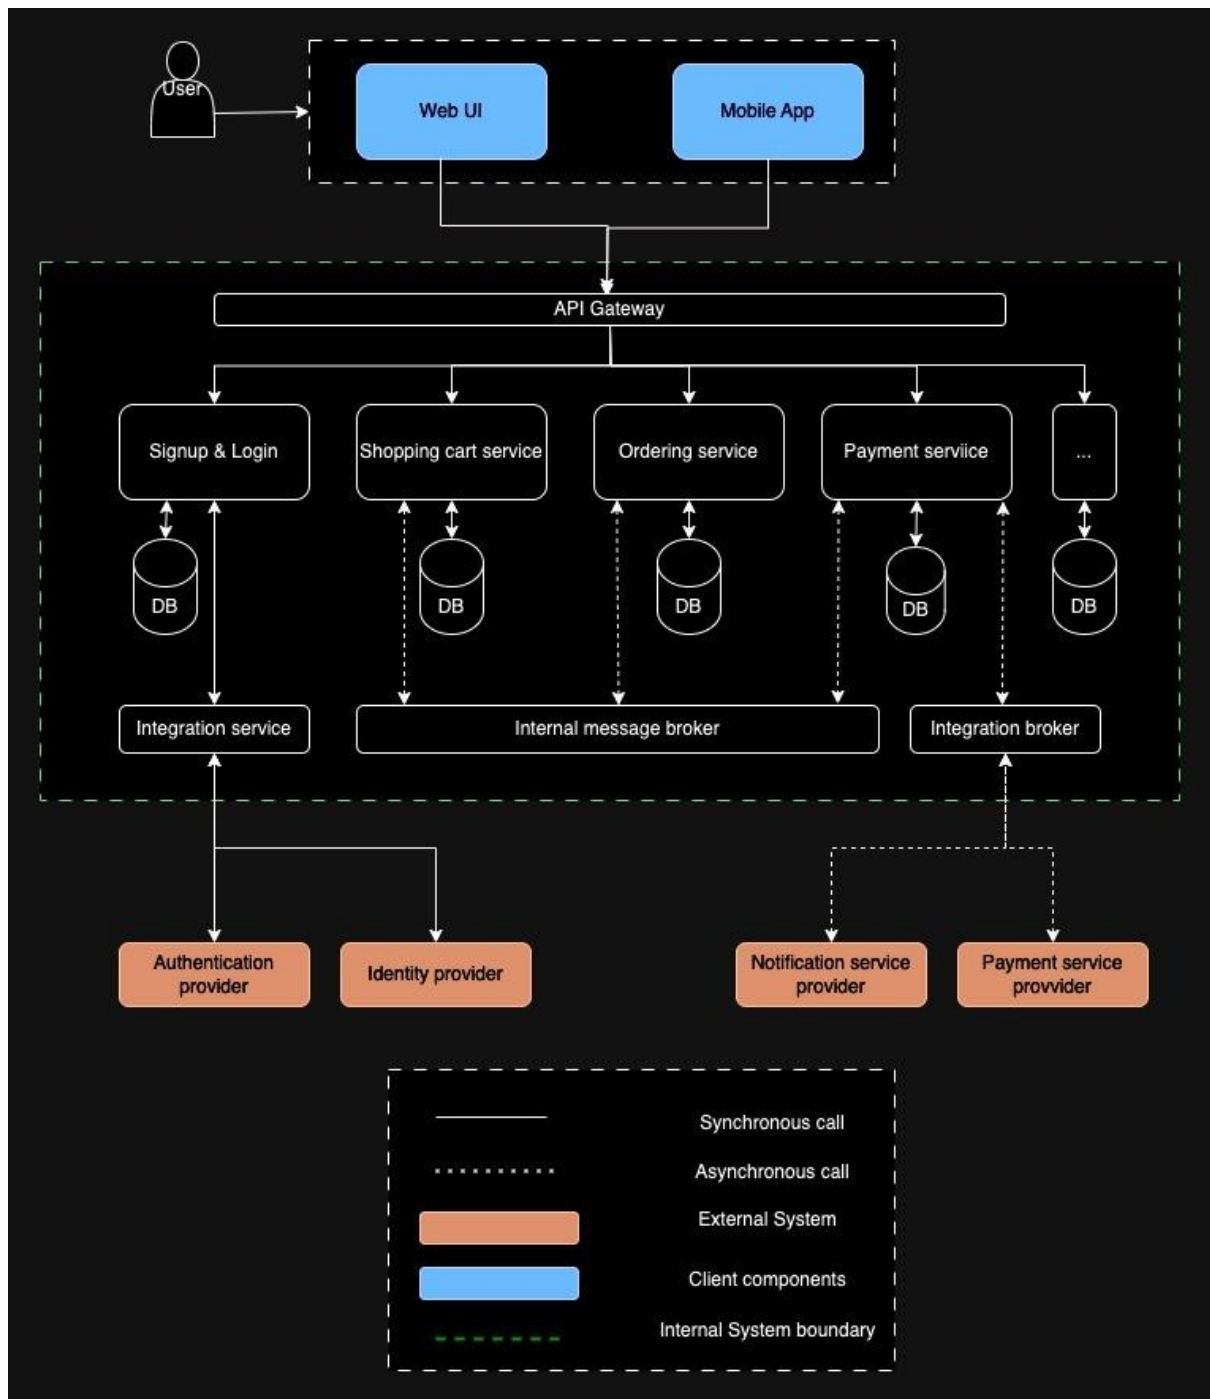 User
Web UI
Mobile App
API Gateway
Signup & Login
Shopping cart service
Ordering service
Payment serviice
...
DB
DB
DB
DB
DB
Integration service
Internal message broker
Integration broker
Authentication
provider
Identity provider
Notification service
provider
Payment service
provvider
Synchronous call
Asynchronous call
External System
Client components
Internal System boundary